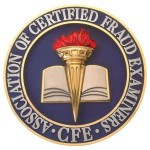 ASSOCIATION OF CERTIFIED FRAUD EXAMINERS
· CFE ·